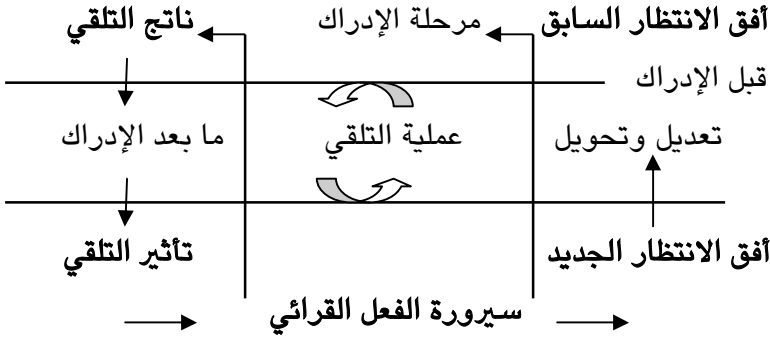 أفق الانتظار السابق
مرحلة الإدراك
ناتج التلقي
قبل الإدراك
تعديل وتحويل
عملية التلقي
ما بعد الإدراك
أفق الانتظار الجديد
تأثير التلقي
سيرورة الفعل القرائي